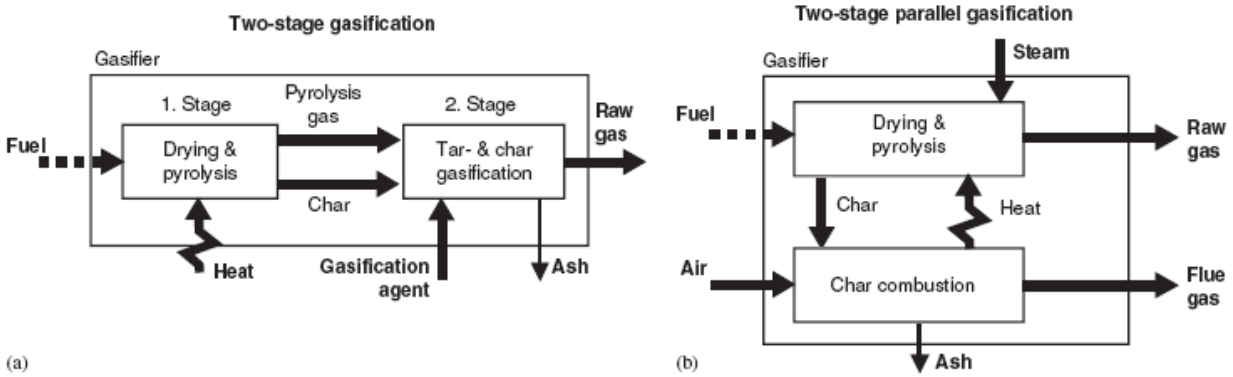 Two-stage gasification
Gasifier
1. Stage
Pyrolysis
gas
2. Stage
Raw
gas
Fuel
Drying &
pyrolysis
Tar- & char
gasification
Char
Heat
Gasification
agent
Ash
(a)
Two-stage parallel gasification
Steam
Gasifier
Fuel
Drying &
pyrolysis
Raw
gas
Char
Heat
Air
Char combustion
Flue
gas
Ash
(b)